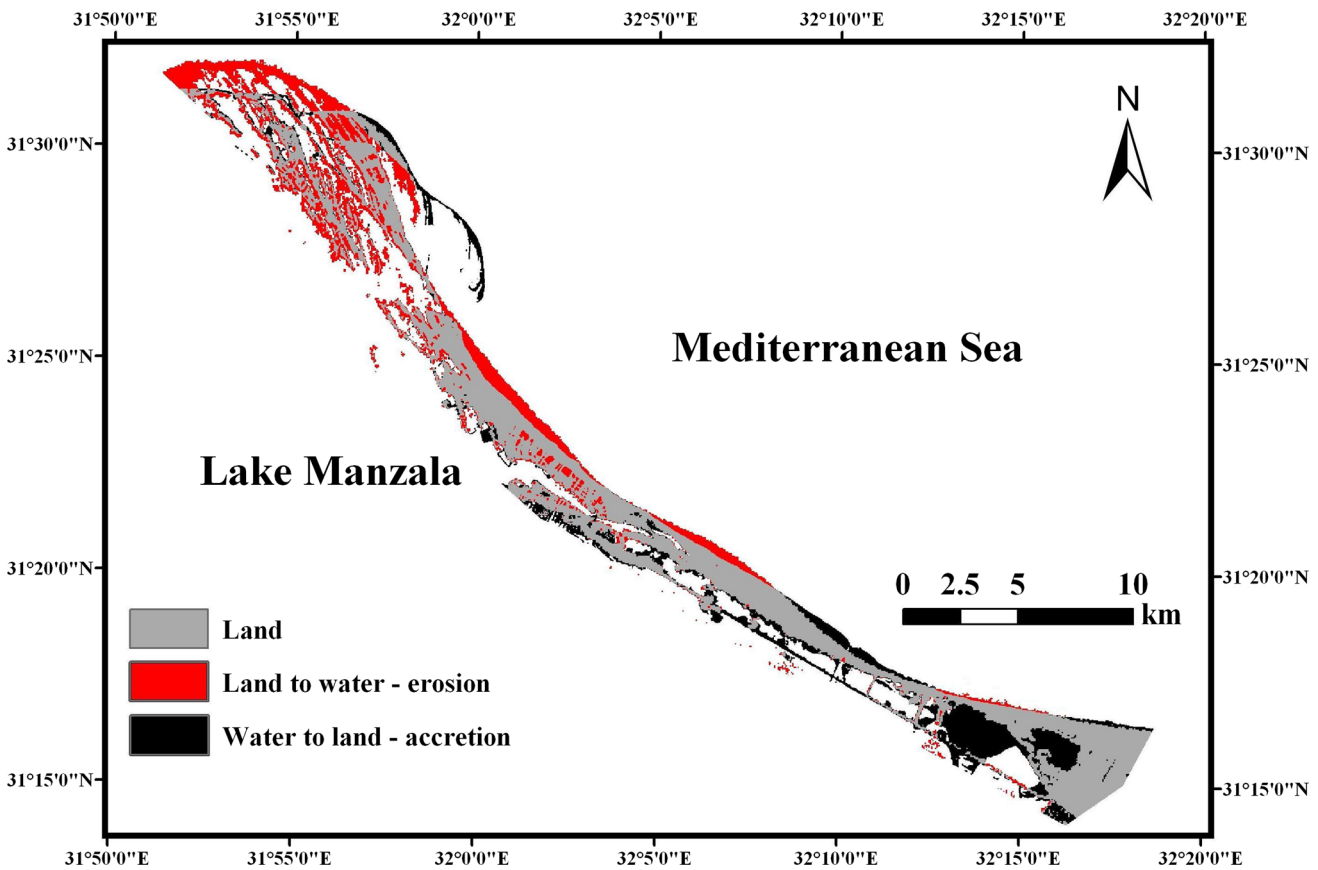 31°50'0"E 31°55'0"E 32°0'0"E 32°5'0"E 32°10'0"E 32°15'0"E 32°20'0"E
N
31°30'0"N 31°30'0"N
Mediterranean Sea
31°25'0"N 31°25'0"N
Lake Manzala
31°20'0"N 31°20'0"N
0 2.5 5 10
km
Land
Land to water - erosion
Water to land - accretion
31°15'0"N 31°15'0"N
31°50'0"E 31°55'0"E 32°0'0"E 32°5'0"E 32°10'0"E 32°15'0"E 32°20'0"E